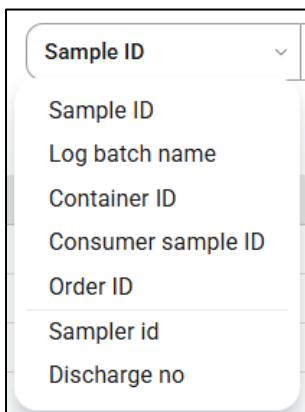 Sample ID
Sample ID
Log batch name
Container ID
Consumer sample ID
Order ID
Sampler id
Discharge no